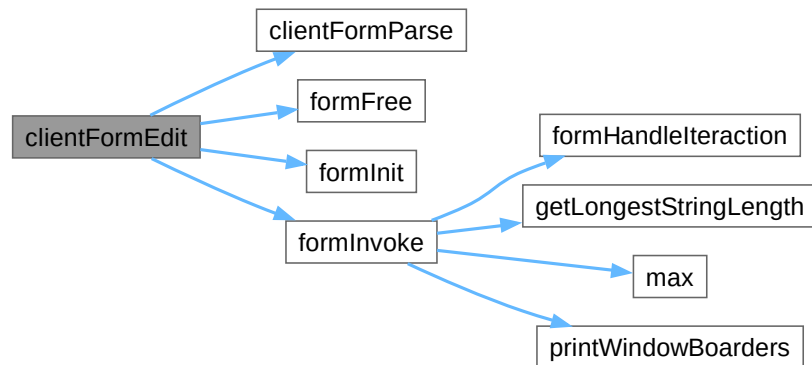 clientFormParse
formFree
clientFormEdit
formInit
formInvoke
formHandleIteraction
getLongestStringLength
max
printWindowBoarders